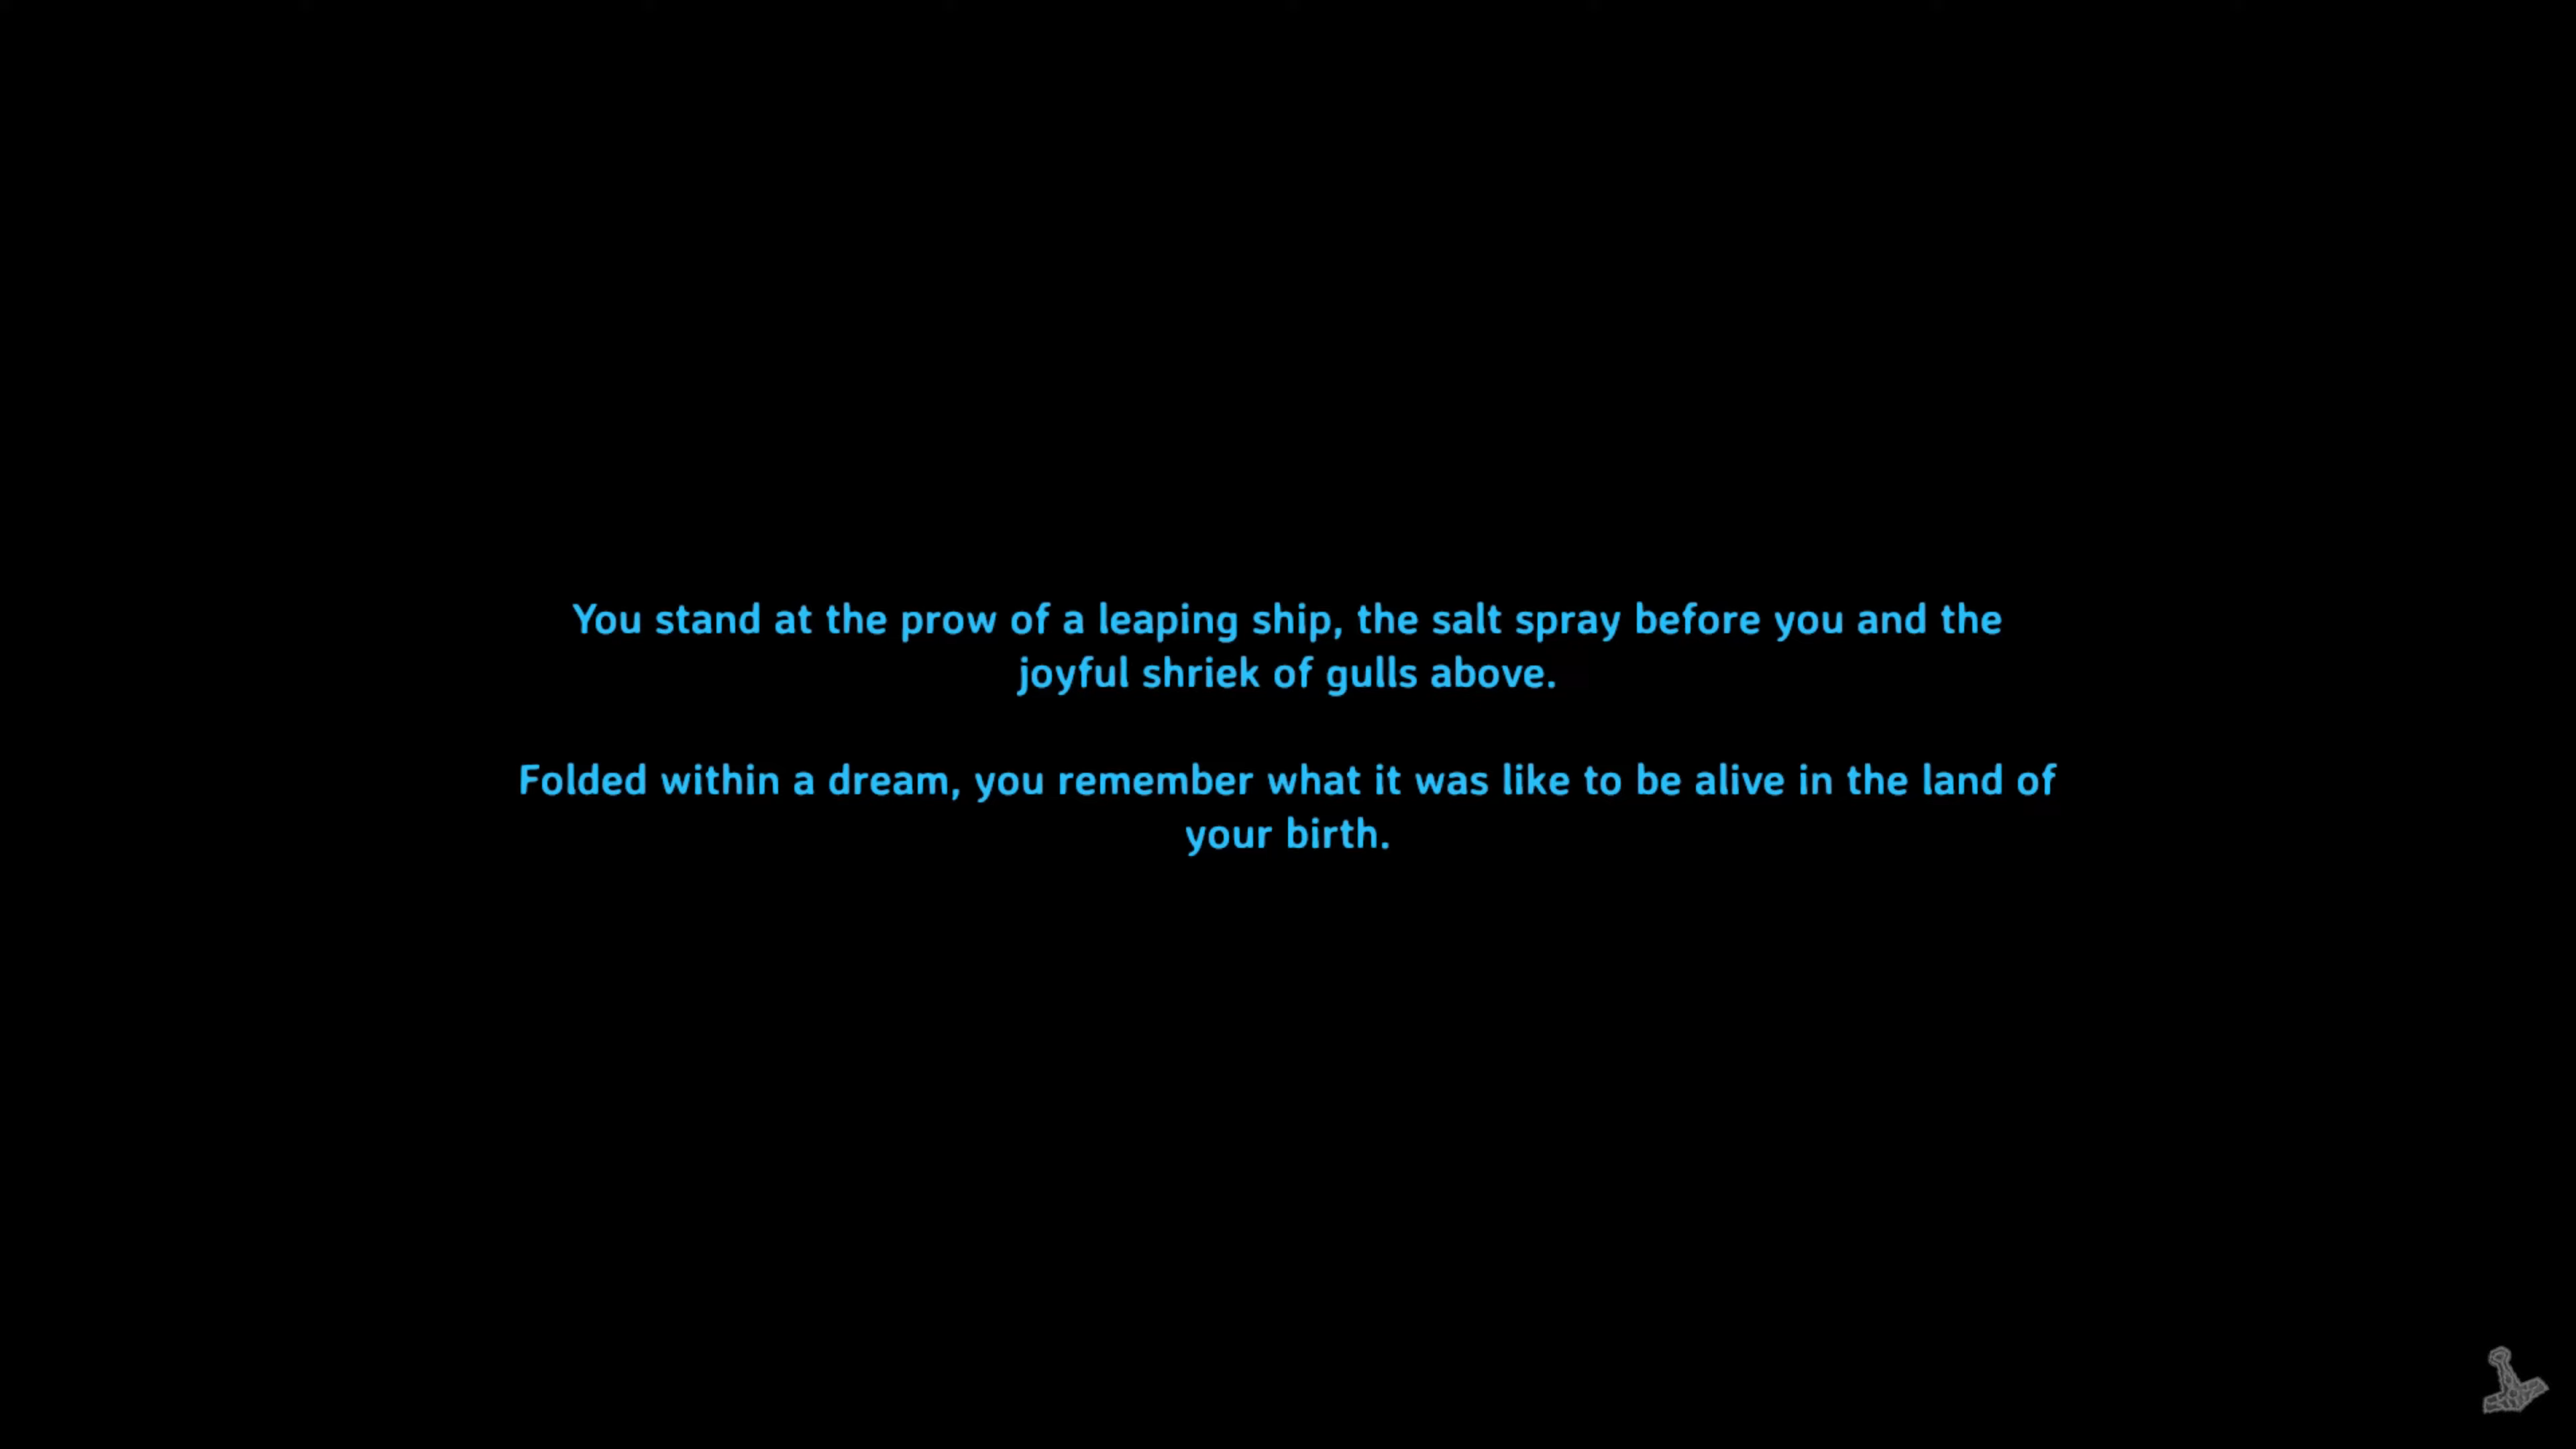 You stand at the prow of a leaping ship, the salt spray before you and the
joyful shriek of gulls above.
Folded within a dream, you remember what it was like to be alive in the land of
your birth.